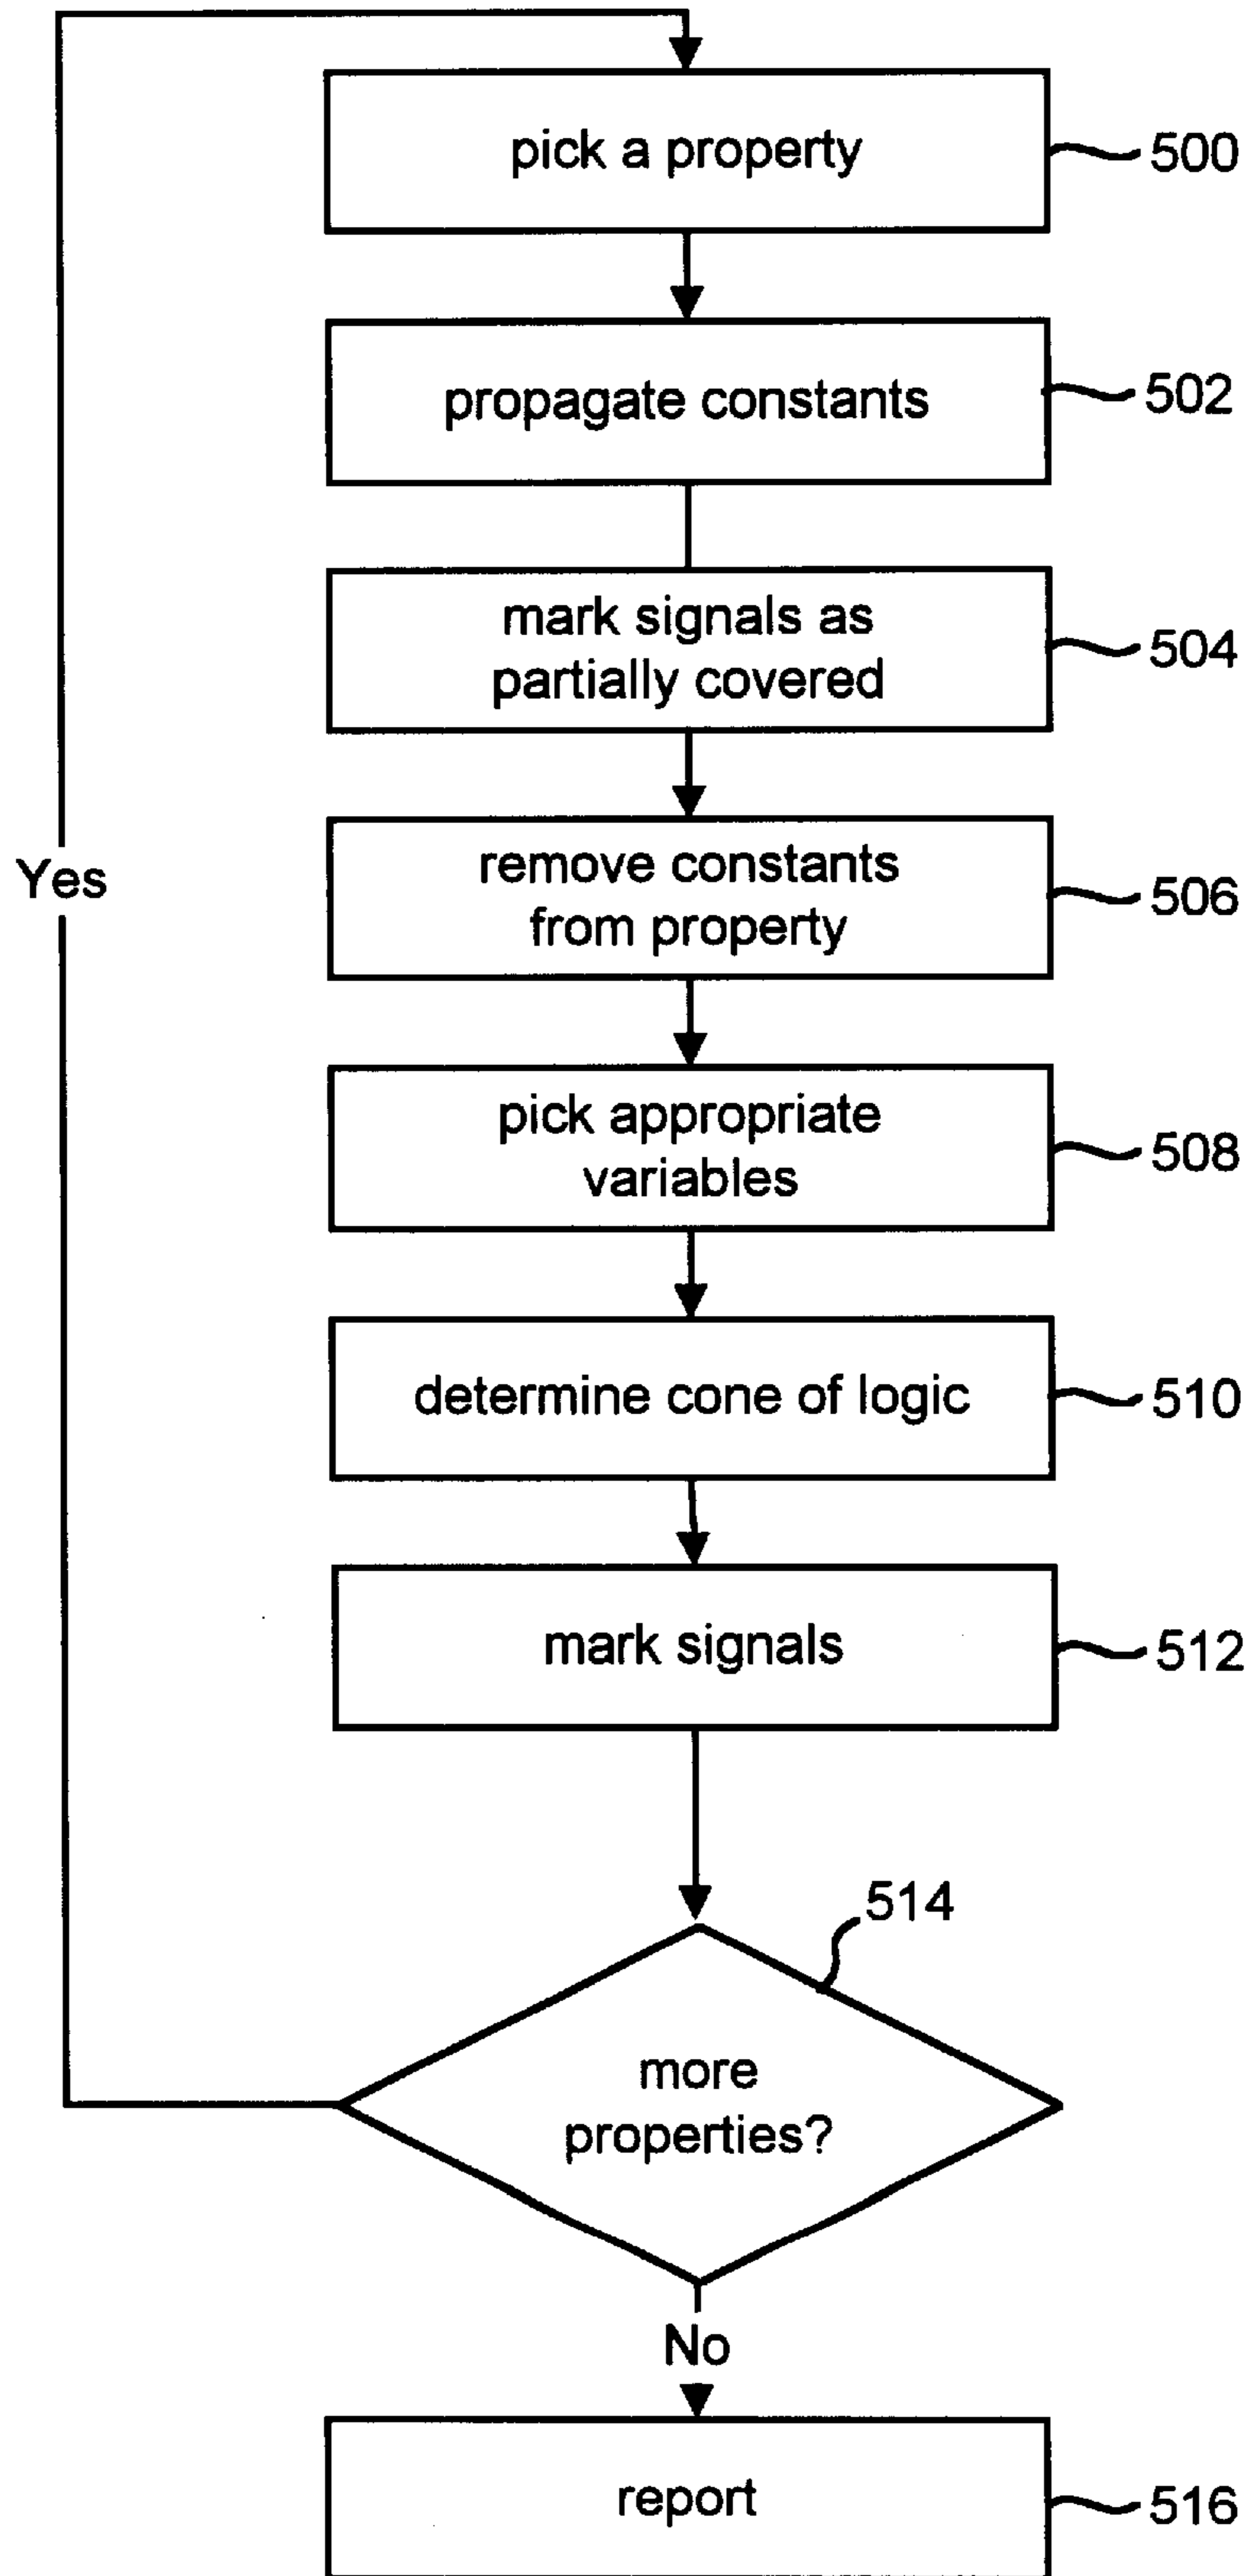 pick a property
500
propagate constants
502
mark signals as
partially covered
504
remove constants
from property
506
Yes
pick appropriate
variables
508
determine cone of logic
510
mark signals
512
514
more
properties?
No
report
516